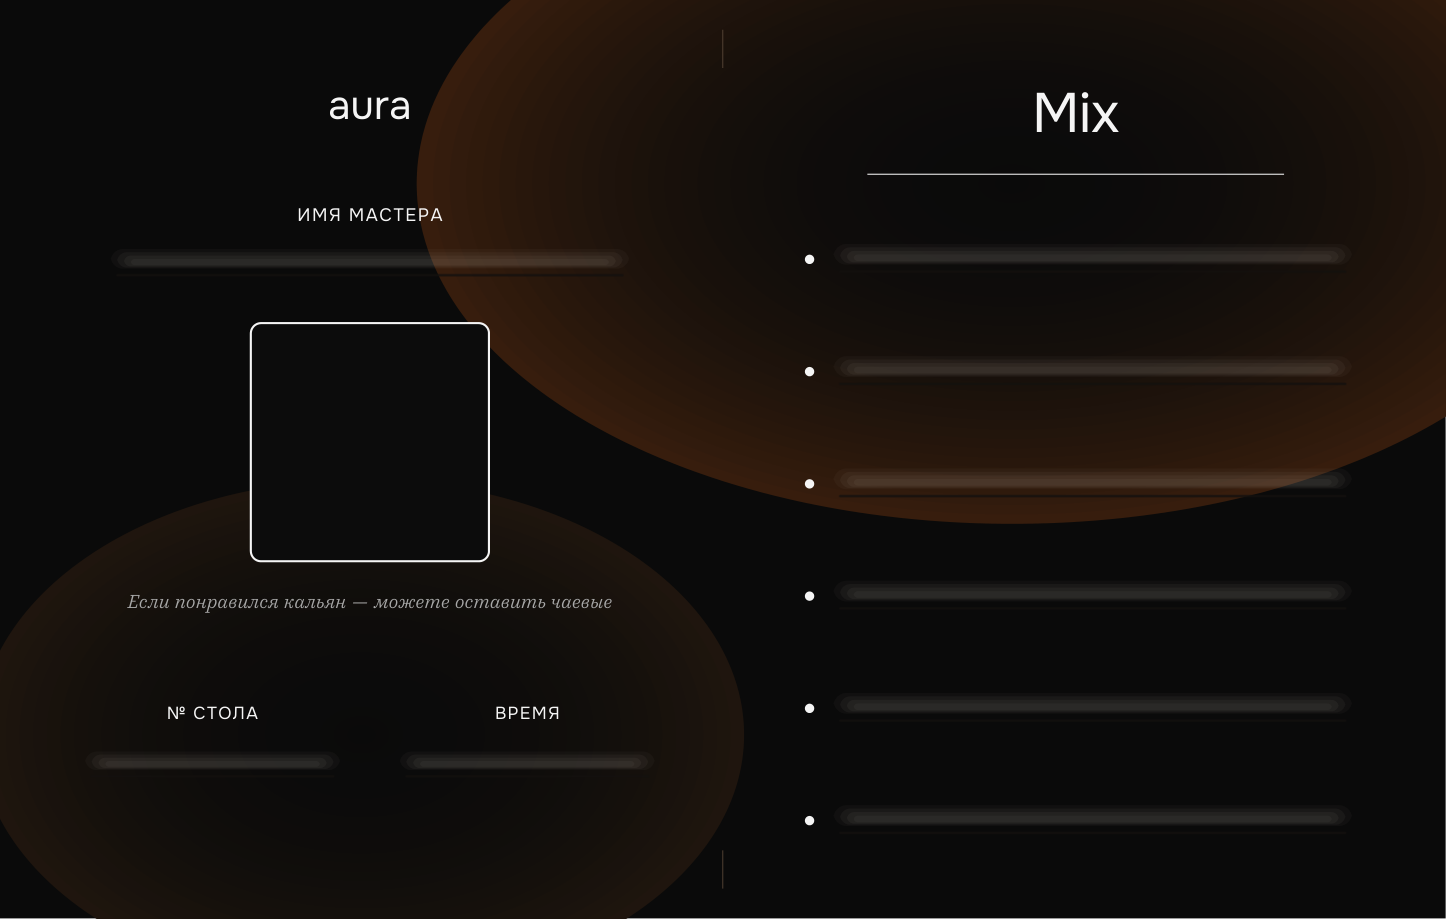 aura
ИМЯ МАСТЕРА
Если понравился кальян — можете оставить чаевые
№ СТОЛА
ВРЕМЯ
Mix